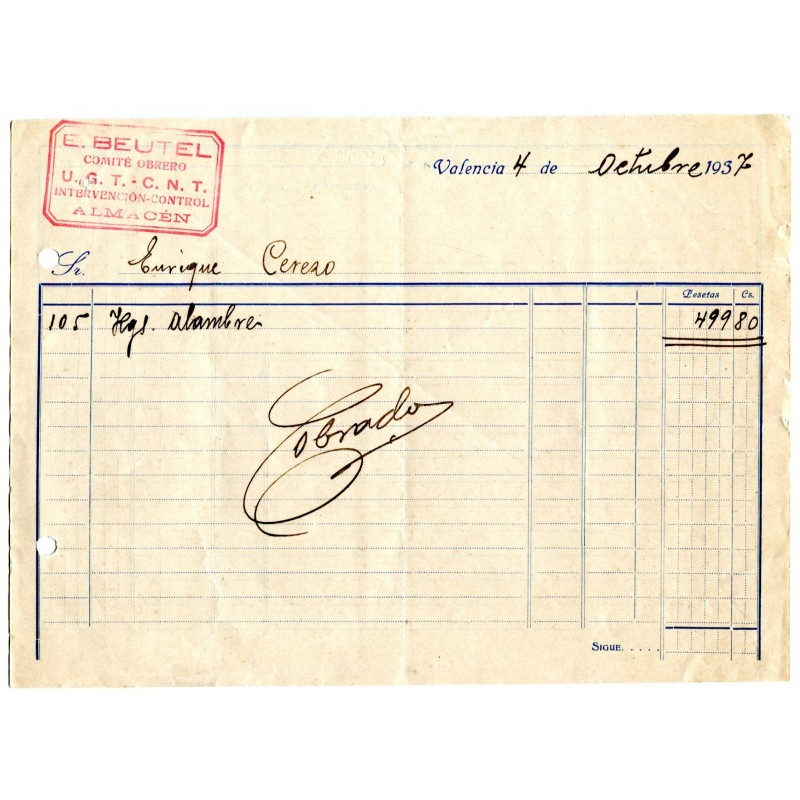 E. BEUTEL
COMITÉ OBRERO
U. G. T. - C. N. T.
INTERVENCIÓN-CONTROL
ALMACÉN
Valencia 4 de Octubre 1937
Sr. Enrique Cerezo
Pesetas Cs.
105 Kgs. alambre 499 80
Cobrado
SIGUE. . . . .